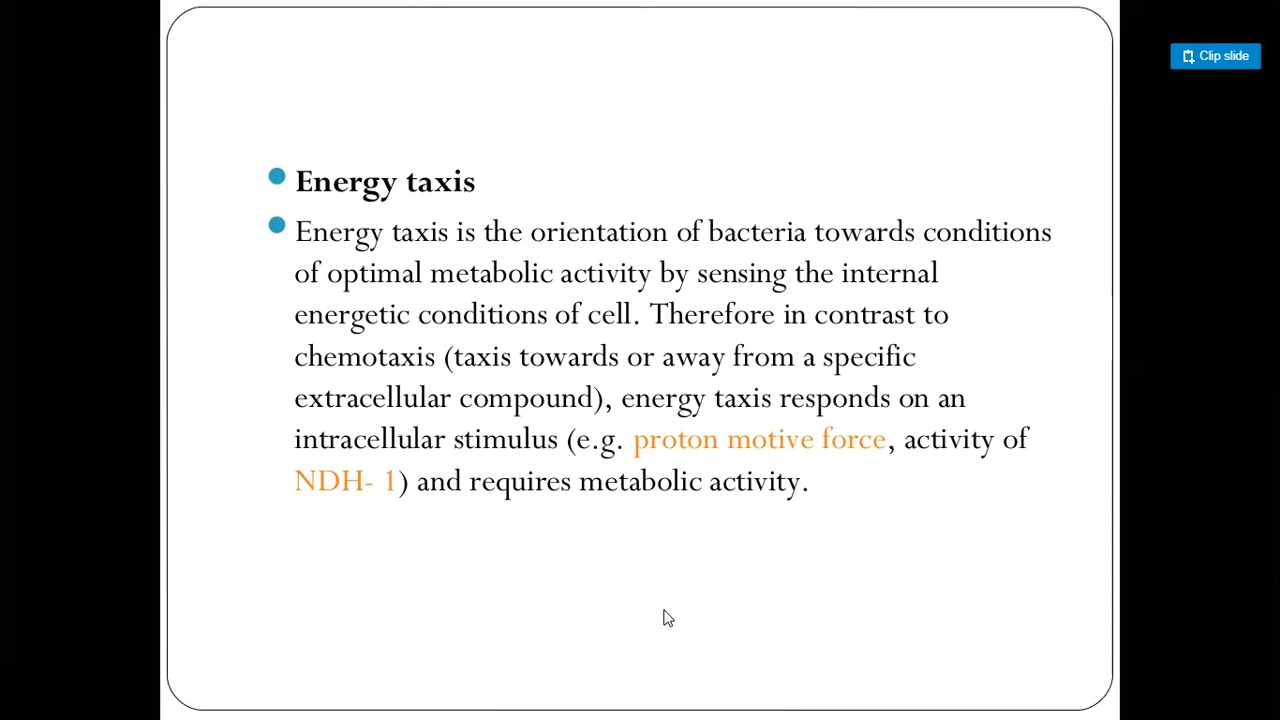 Clip slide
Energy taxis
Energy taxis is the orientation of bacteria towards conditions
of optimal metabolic activity by sensing the internal
energetic conditions of cell. Therefore in contrast to
chemotaxis (taxis towards or away from a specific
extracellular compound), energy taxis responds on an
intracellular stimulus (e.g. proton motive force, activity of
NDH- 1) and requires metabolic activity.